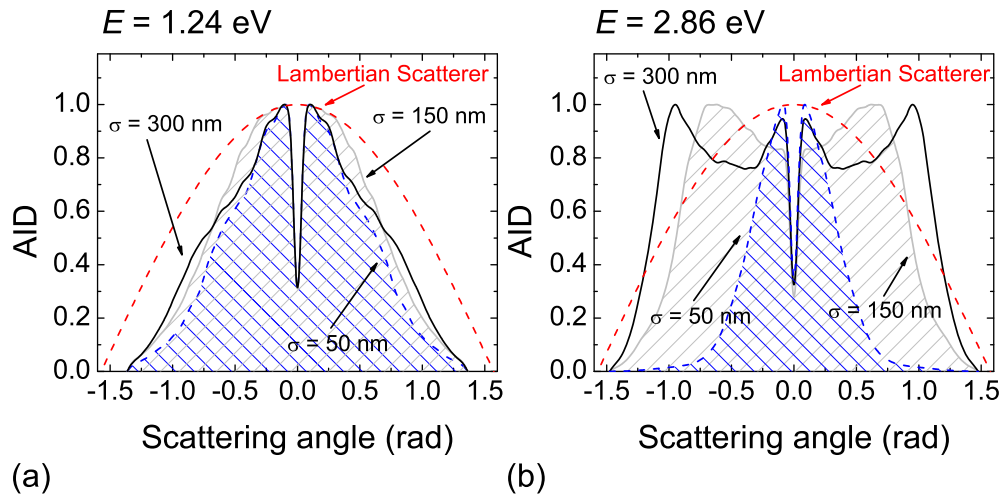 E = 1.24 eV
E = 2.86 eV
Lambertian Scatterer
σ = 300 nm
σ = 150 nm
σ = 50 nm
AID
1.0
0.8
0.6
0.4
0.2
0.0
-1.5 -1.0 -0.5 0.0 0.5 1.0 1.5
Scattering angle (rad)
(a)
Lambertian Scatterer
σ = 300 nm
σ = 50 nm
σ = 150 nm
AID
1.0
0.8
0.6
0.4
0.2
0.0
-1.5 -1.0 -0.5 0.0 0.5 1.0 1.5
Scattering angle (rad)
(b)